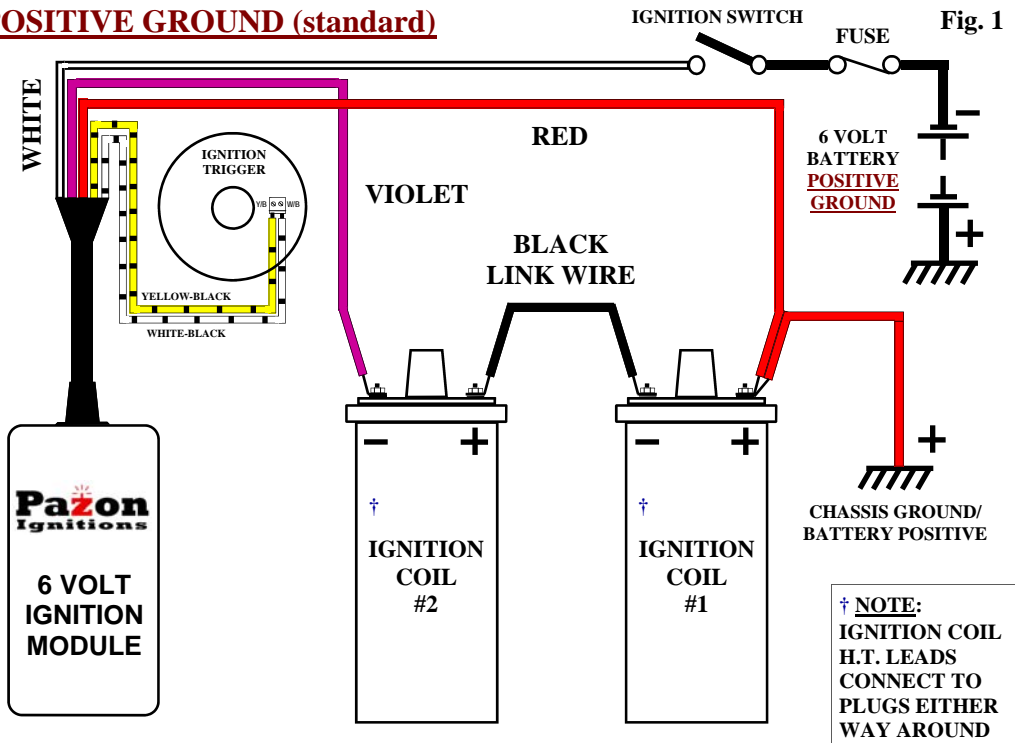 POSITIVE GROUND (standard)
IGNITION SWITCH
Fig. 1
FUSE
WHITE
RED
6 VOLT
BATTERY
POSITIVE
GROUND
IGNITION
TRIGGER
Y/B
W/B
VIOLET
BLACK
LINK WIRE
YELLOW-BLACK
WHITE-BLACK
Pazon
Ignitions
6 VOLT
IGNITION
MODULE
†
IGNITION
COIL
#2
†
IGNITION
COIL
#1
CHASSIS GROUND/
BATTERY POSITIVE
† NOTE:
IGNITION COIL
H.T. LEADS
CONNECT TO
PLUGS EITHER
WAY AROUND